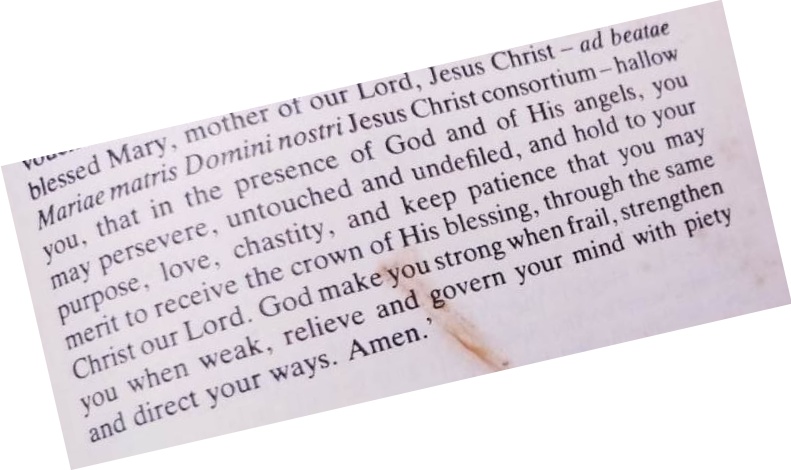 blessed Mary, mother of our Lord, Jesus Christ – ad beatae
Mariae matris Domini nostri Jesus Christ consortium – hallow
you, that in the presence of God and of His angels, you
may persevere, untouched and undefiled, and hold to your
purpose, love, chastity, and keep patience that you may
merit to receive the crown of His blessing, through the same
Christ our Lord. God make you strong when frail, strengthen
you when weak, relieve and govern your mind with piety
and direct your ways. Amen.’